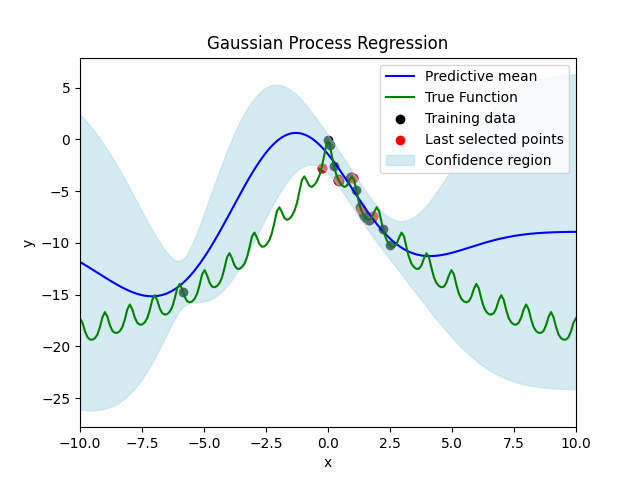 Gaussian Process Regression
Predictive mean
True Function
Training data
Last selected points
Confidence region
y
5
0
−5
−10
−15
−20
−25
−10.0
−7.5
−5.0
−2.5
0.0
2.5
5.0
7.5
10.0
x